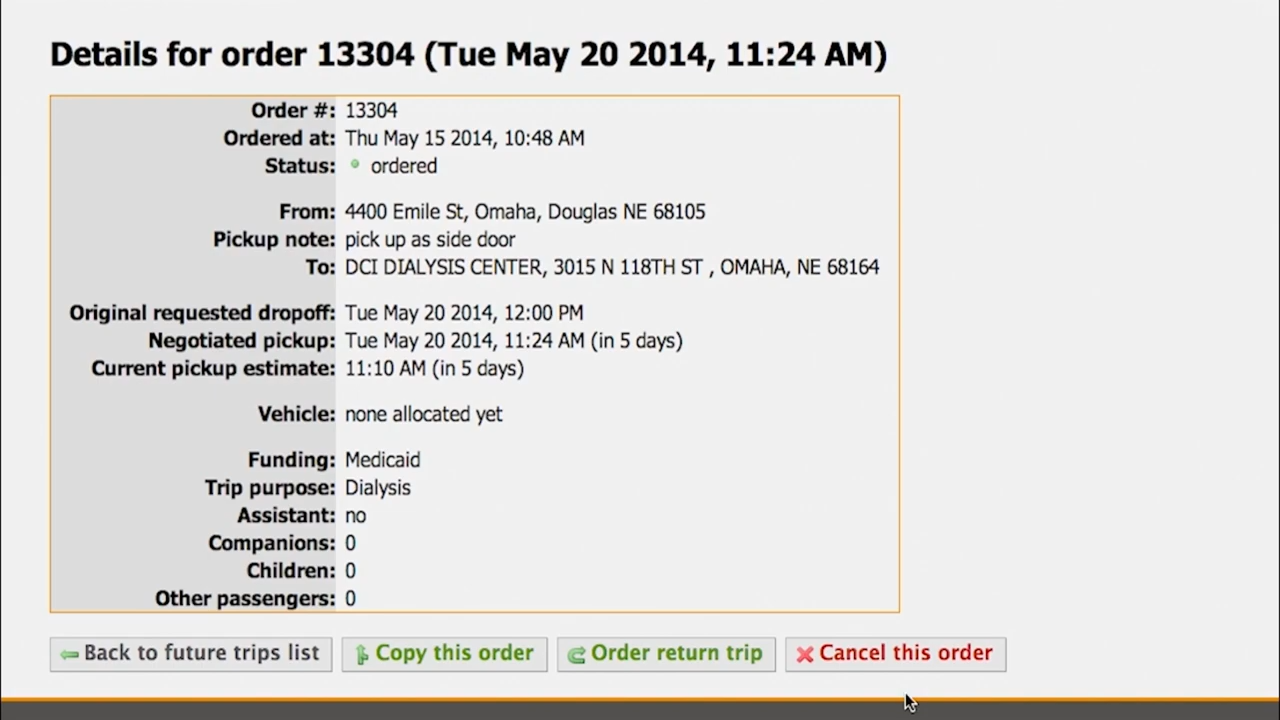 Details for order 13304 (Tue May 20 2014, 11:24 AM)
Order #: 13304
Ordered at: Thu May 15 2014, 10:48 AM
Status: ordered
From: 4400 Emile St, Omaha, Douglas NE 68105
Pickup note: pick up as side door
To: DCI DIALYSIS CENTER, 3015 N 118TH ST , OMAHA, NE 68164
Original requested dropoff: Tue May 20 2014, 12:00 PM
Negotiated pickup: Tue May 20 2014, 11:24 AM (in 5 days)
Current pickup estimate: 11:10 AM (in 5 days)
Vehicle: none allocated yet
Funding: Medicaid
Trip purpose: Dialysis
Assistant: no
Companions: 0
Children: 0
Other passengers: 0
Back to future trips list Copy this order Order return trip Cancel this order